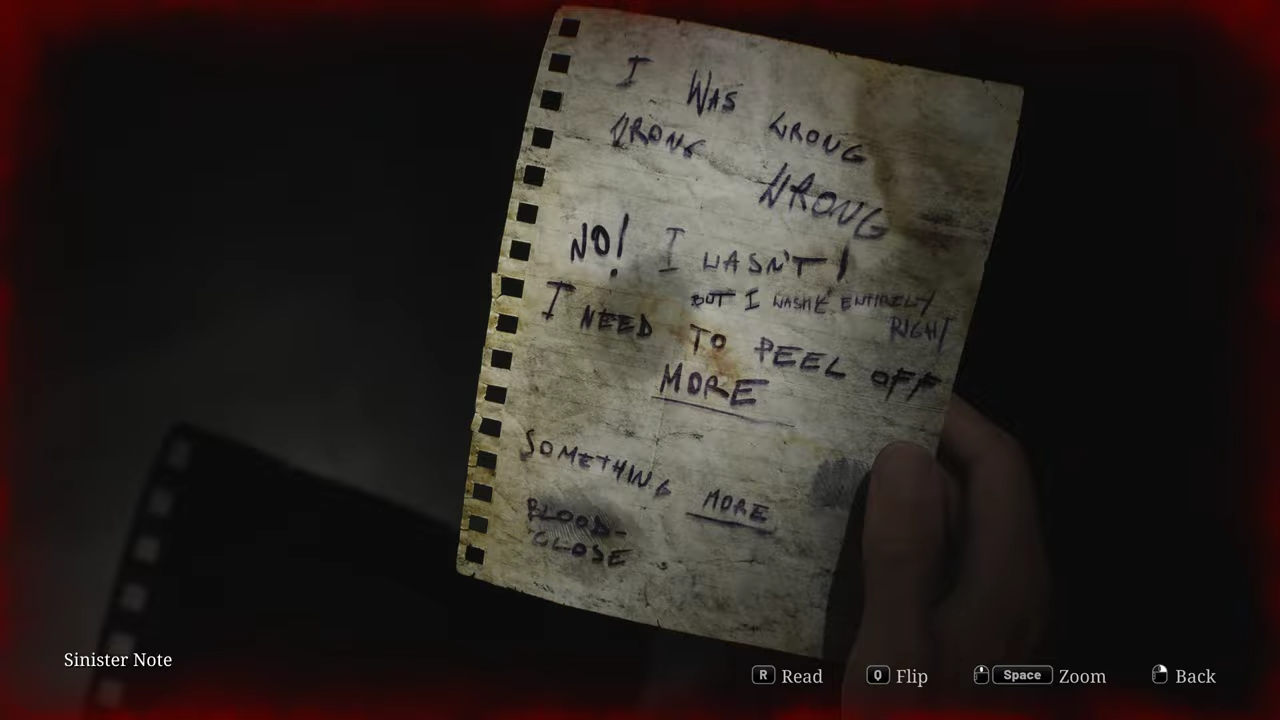 I WAS WRONG
WRONG
WRONG
NO! I WASN'T!
BUT I WASN'T ENTIRELY
RIGHT
I NEED TO PEEL OFF
MORE
SOMETHING MORE
BLOOD-
CLOSE
Sinister Note
R Read Q Flip Space Zoom Back